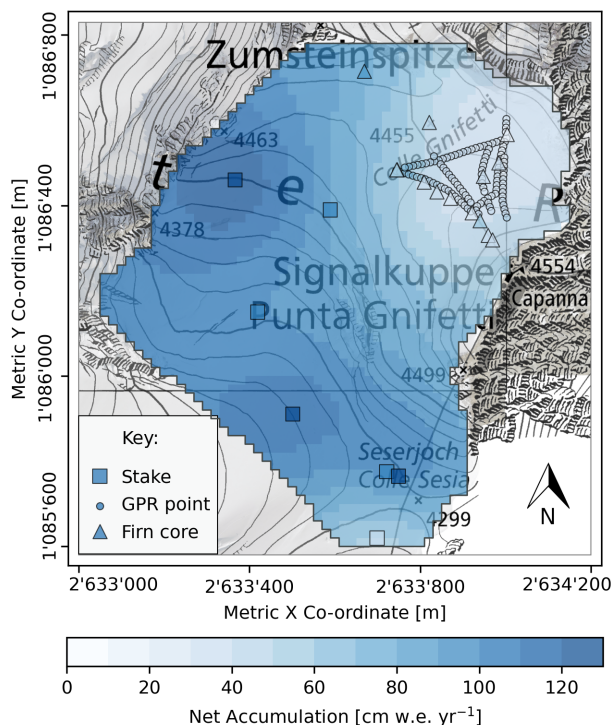 1'086'800
1'086'400
1'086'000
1'085'600
Metric Y Co-ordinate [m]
Zumsteinspitze
4463
4455
Colle Gnifetti
t
e
R
4378
Signalkuppe
4554
Capanna
Punta Gnifetti
4499
Seserjoch
Colle Sesia
4299
Key:
Stake
GPR point
Firn core
N
2'633'000
2'633'400
2'633'800
2'634'200
Metric X Co-ordinate [m]
0 20 40 60 80 100 120
Net Accumulation [cm w.e. yr⁻¹]